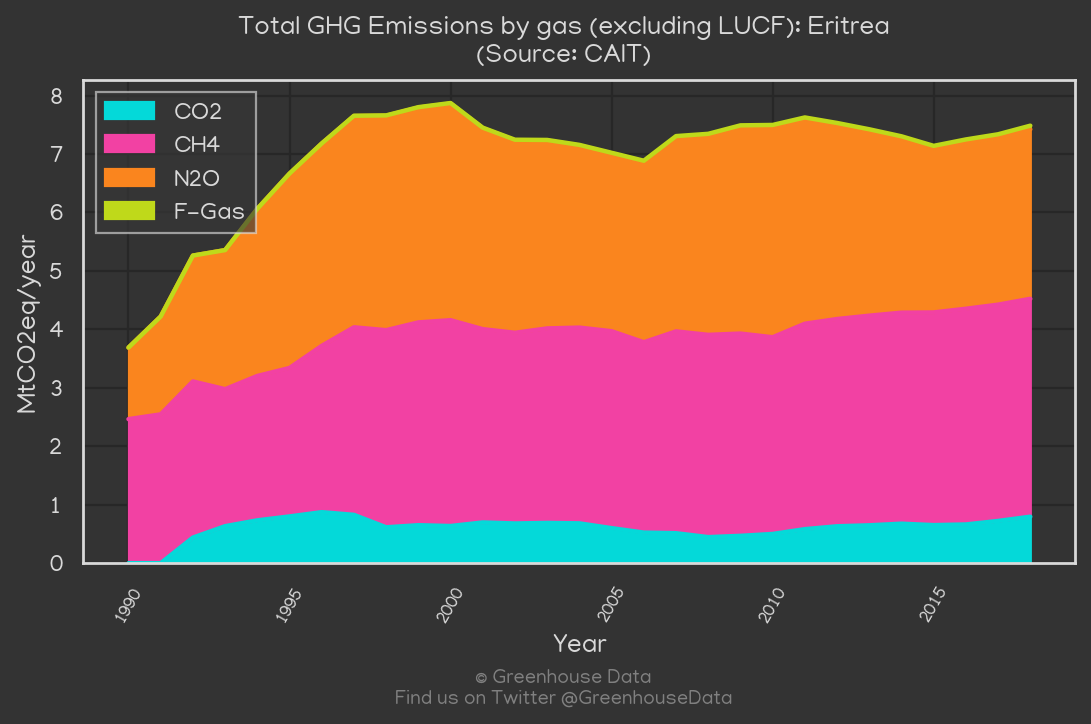 Total GHG Emissions by gas (excluding LUCF): Eritrea
(Source: CAIT)
8
7
6
5
4
3
2
1
0
MtCO2eq/year
CO2
CH4
N2O
F-Gas
1990
1995
2000
2005
2010
2015
Year
© Greenhouse Data
Find us on Twitter @GreenhouseData